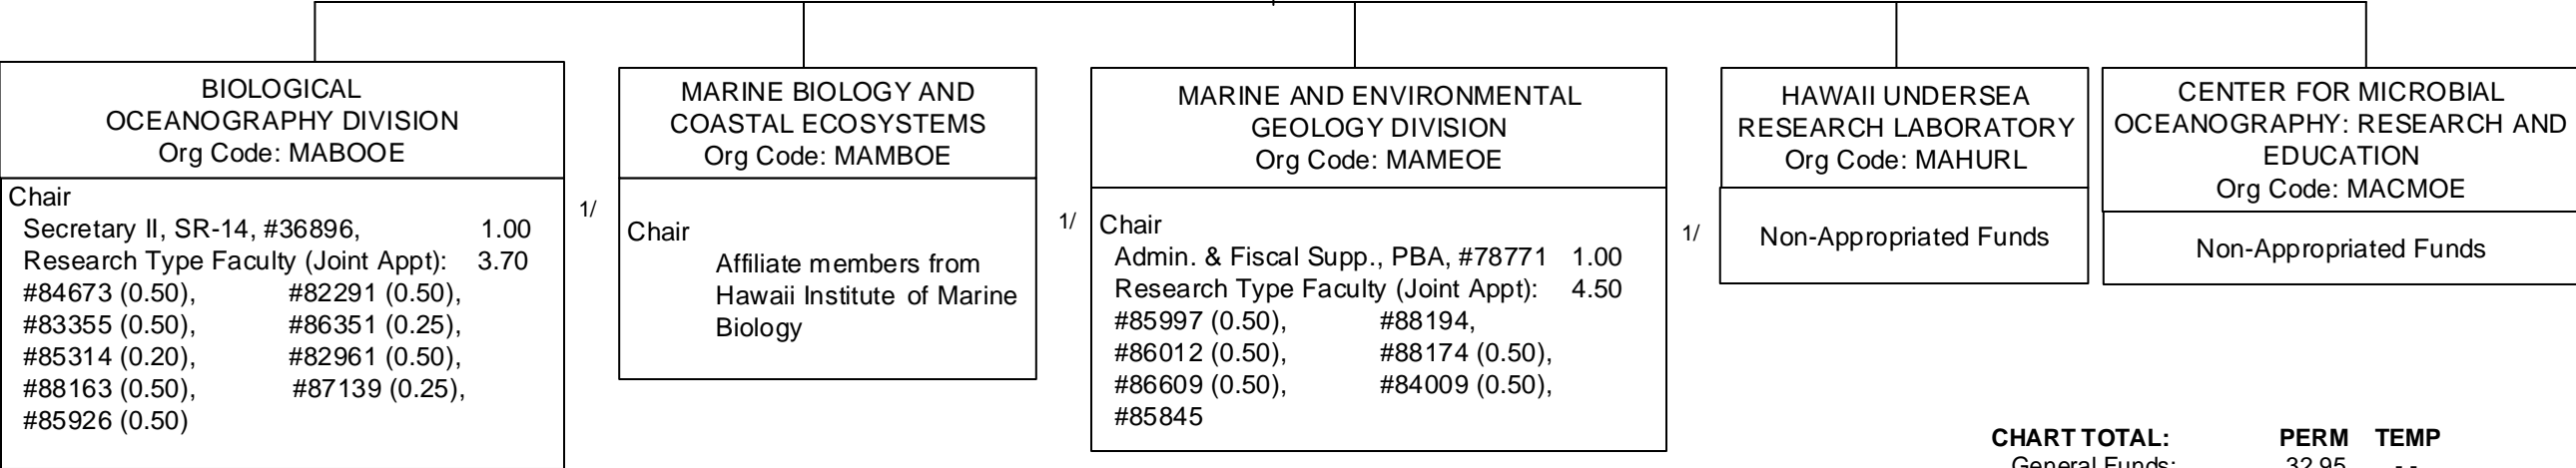 BIOLOGICAL
OCEANOGRAPHY DIVISION
Org Code: MABOOE
Chair
Secretary II, SR-14, #36896, 1.00
Research Type Faculty (Joint Appt): 3.70
#84673 (0.50), #82291 (0.50),
#83355 (0.50), #86351 (0.25),
#85314 (0.20), #82961 (0.50),
#88163 (0.50), #87139 (0.25),
#85926 (0.50)
1/
MARINE BIOLOGY AND
COASTAL ECOSYSTEMS
Org Code: MAMBOE
Chair
Affiliate members from
Hawaii Institute of Marine
Biology
1/
MARINE AND ENVIRONMENTAL
GEOLOGY DIVISION
Org Code: MAMEOE
Chair
Admin. & Fiscal Supp., PBA, #78771 1.00
Research Type Faculty (Joint Appt): 4.50
#85997 (0.50), #88194,
#86012 (0.50), #88174 (0.50),
#86609 (0.50), #84009 (0.50),
#85845
1/
HAWAII UNDERSEA
RESEARCH LABORATORY
Org Code: MAHURL
Non-Appropriated Funds
CENTER FOR MICROBIAL
OCEANOGRAPHY: RESEARCH AND
EDUCATION
Org Code: MACMOE
Non-Appropriated Funds
CHART TOTAL: PERM TEMP
General Funds: 32.95 - -